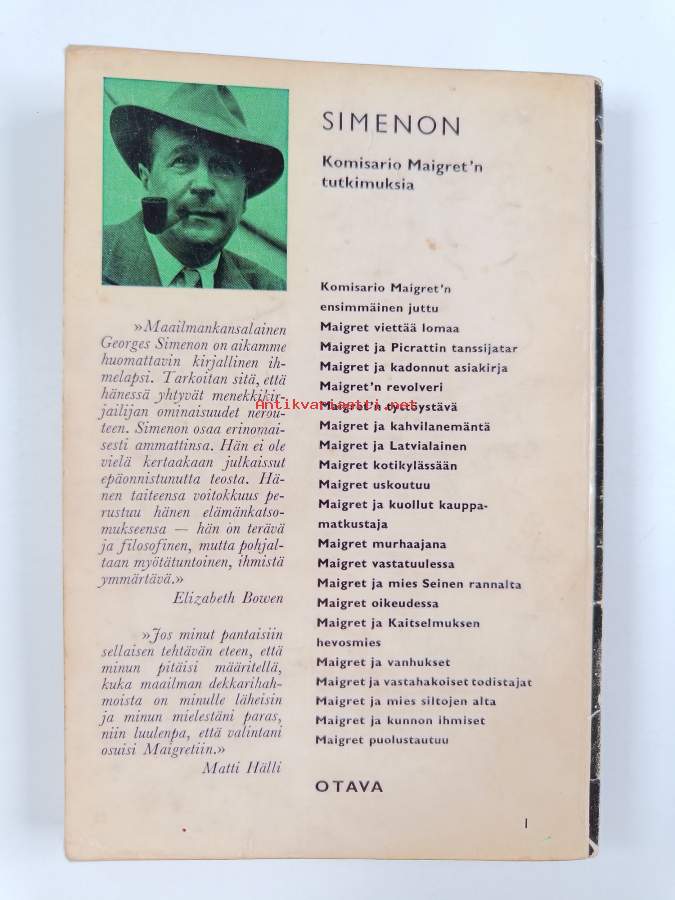 SIMENON
Komisario Maigret'n
tutkimuksia
»Maailmankansalainen
Georges Simenon on aikamme
huomattavin kirjallinen ih-
melapsi. Tarkoitan sitä, että
hänessä yhtyvät menekkikir-
jailijan ominaisuudet nerou-
teen. Simenon osaa erinomai-
sesti ammattinsa. Hän ei ole
vielä kertaakaan julkaissut
epäonnistunutta teosta. Hä-
nen taiteensa voitokkuus pe-
rustuu hänen elämänkatso-
mukseensa — hän on terävä
ja filosofinen, mutta pohjal-
taan myötätuntoinen, ihmistä
ymmärtävä.»
Elizabeth Bowen
»Jos minut pantaisiin
sellaisen tehtävän eteen, että
minun pitäisi määritellä,
kuka maailman dekkarihah-
moista on minulle läheisin
ja minun mielestäni paras,
niin luulenpa, että valintani
osuisi Maigretiin.»
Matti Hälli
Komisario Maigret'n
ensimmäinen juttu
Maigret viettää lomaa
Maigret ja Picrattin tanssijatar
Maigret ja kadonnut asiakirja
Maigret'n revolveri
Maigret'n tyttöystävä
Maigret ja kahvilanemäntä
Maigret ja Latvialainen
Maigret kotikylässään
Maigret uskoutuu
Maigret ja kuollut kauppa-
matkustaja
Maigret murhaajana
Maigret vastatuulessa
Maigret ja mies Seinen rannalta
Maigret oikeudessa
Maigret ja Kaitselmuksen
hevosmies
Maigret ja vanhukset
Maigret ja vastahakoiset todistajat
Maigret ja mies siltojen alta
Maigret ja kunnon ihmiset
Maigret puolustautuu
OTAVA
1
Antikvariaatti.net